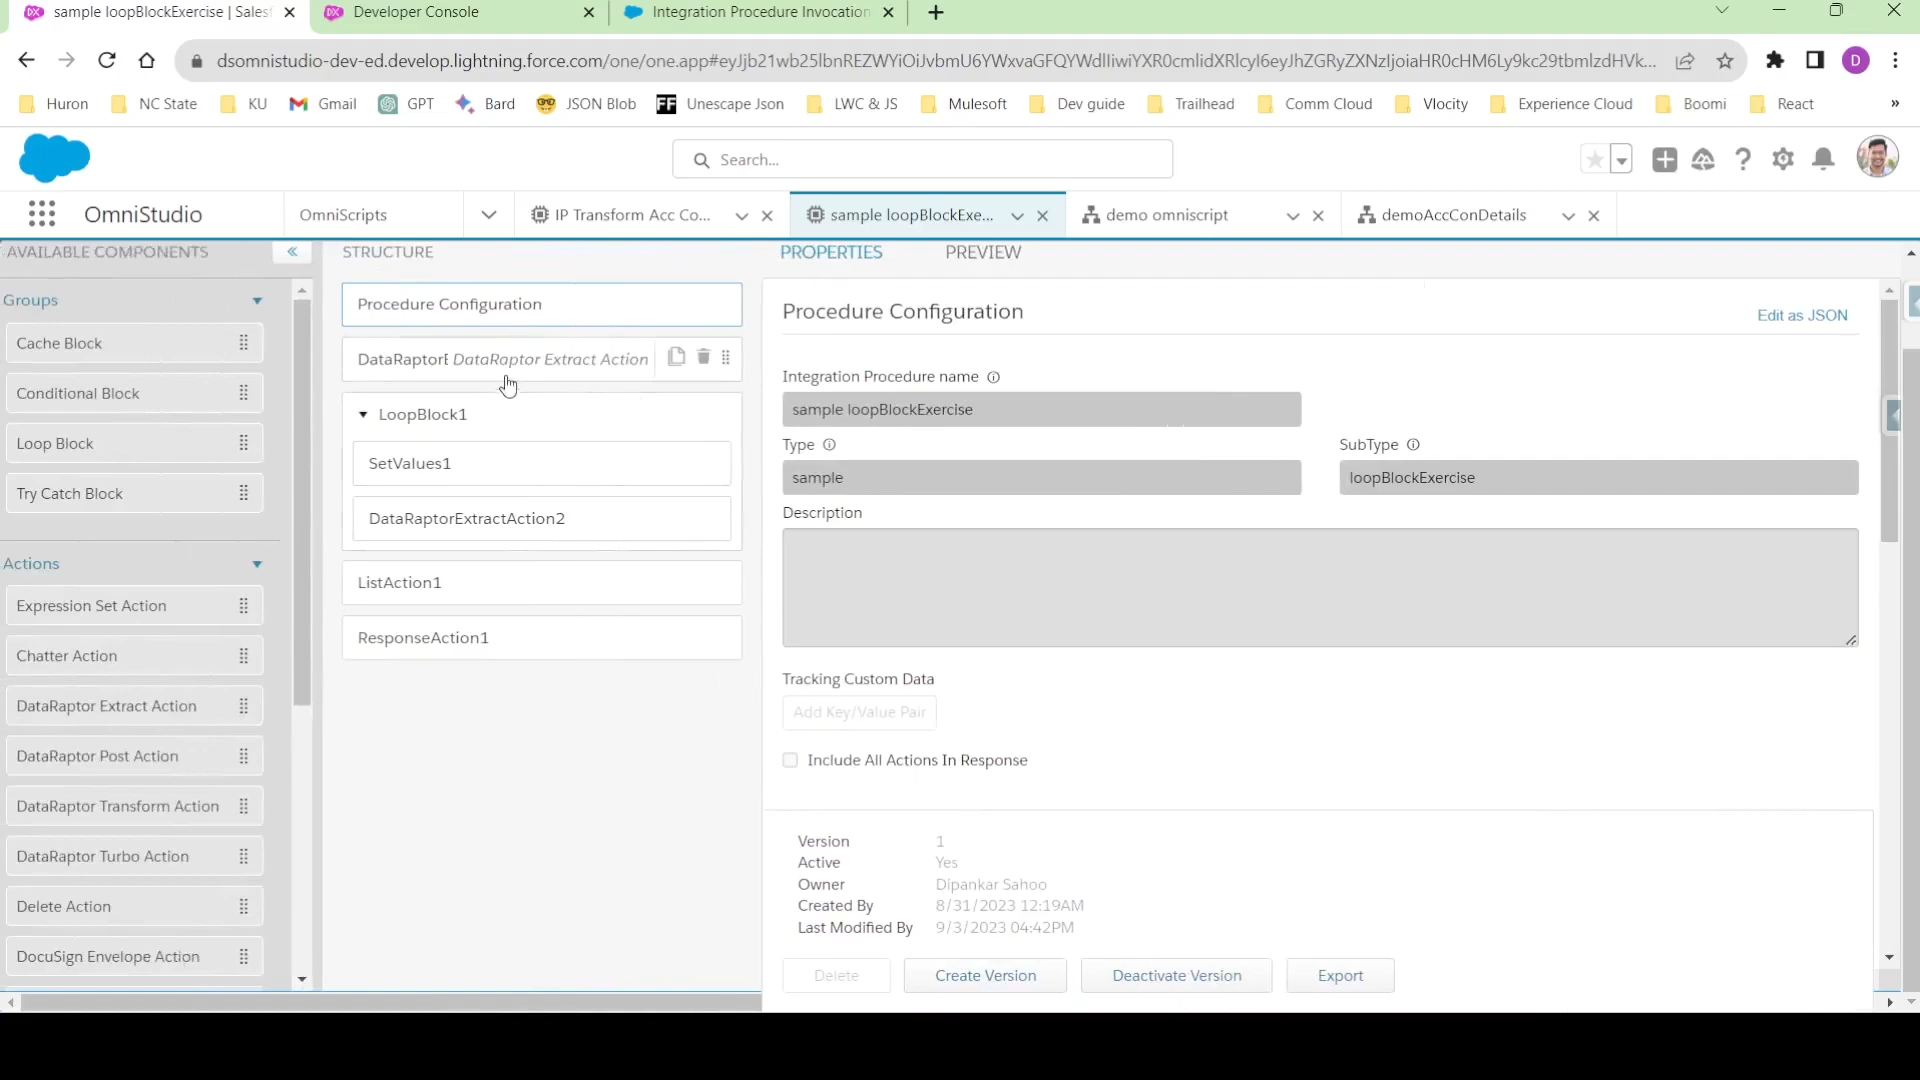 sample loopBlockExercise | Sales
Developer Console
Integration Procedure Invocation
dsomnistudio-dev-ed.develop.lightning.force.com/one/one.app#
Huron
NC State
KU
Gmail
GPT
Bard
JSON Blob
FF
Unescape Json
LWC & JS
Mulesoft
Dev guide
Trailhead
Comm Cloud
Vlocity
Experience Cloud
Boomi
React
»
D
Search...
OmniStudio
OmniScripts
IP Transform Acc Co...
sample loopBlockExe...
demo omniscript
demoAccConDetails
AVAILABLE COMPONENTS
«
Groups
Cache Block
Conditional Block
Loop Block
Try Catch Block
Actions
Expression Set Action
Chatter Action
DataRaptor Extract Action
DataRaptor Post Action
DataRaptor Transform Action
DataRaptor Turbo Action
Delete Action
DocuSign Envelope Action
STRUCTURE
Procedure Configuration
DataRaptorE DataRaptor Extract Action
LoopBlock1
SetValues1
DataRaptorExtractAction2
ListAction1
ResponseAction1
PROPERTIES PREVIEW
Procedure Configuration
Edit as JSON
Integration Procedure name
sample loopBlockExercise
Type
SubType
sample
loopBlockExercise
Description
Tracking Custom Data
Add Key/Value Pair
Include All Actions In Response
Version 1
Active Yes
Owner Dipankar Sahoo
Created By 8/31/2023 12:19AM
Last Modified By 9/3/2023 04:42PM
Delete
Create Version
Deactivate Version
Export